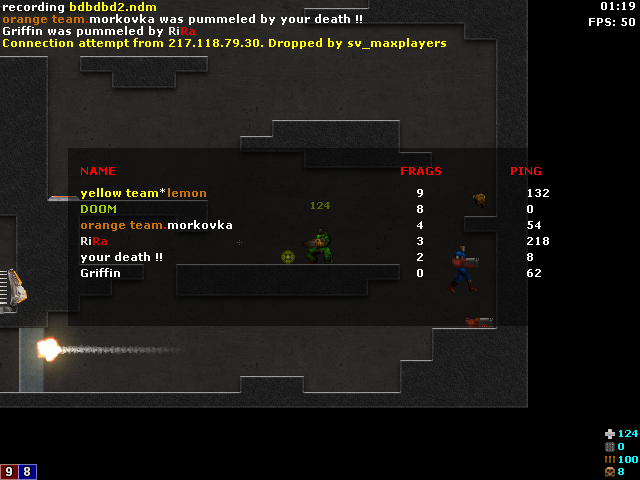 recording bdbdbd2.ndm
01:19
orange team.morkovka was pummeled by your death !!
FPS: 50
Griffin was pummeled by RiRa
Connection attempt from 217.118.79.30. Dropped by sv_maxplayers
NAME FRAGS PING
yellow team*lemon 9 132
DOOM 8 0
orange team.morkovka 4 54
RiRa 3 218
your death !! 2 8
Griffin 0 62
124
124
0
100
8
9 8